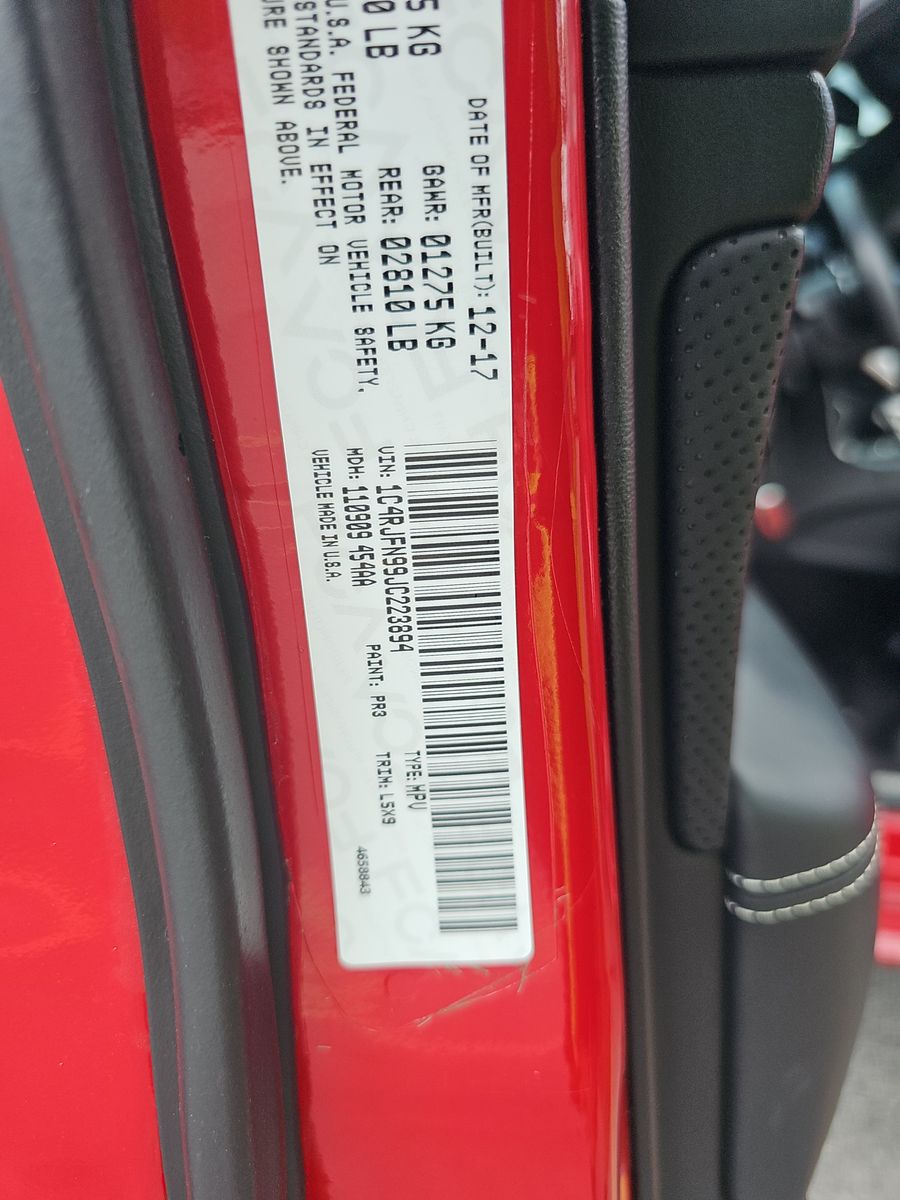 DATE OF MFR(BUILT): 12-17
5 KG GAWR: 01275 KG
0 LB REAR: 02810 LB
U.S.A. FEDERAL MOTOR VEHICLE SAFETY,
STANDARDS IN EFFECT ON
SHOWN ABOVE.
VIN: 1C4RJFN99JC223894 TYPE: MPV
MDH: 110909 454AA PAINT: PR3 TRIM: L5X9
VEHICLE MADE IN U.S.A.
4658843